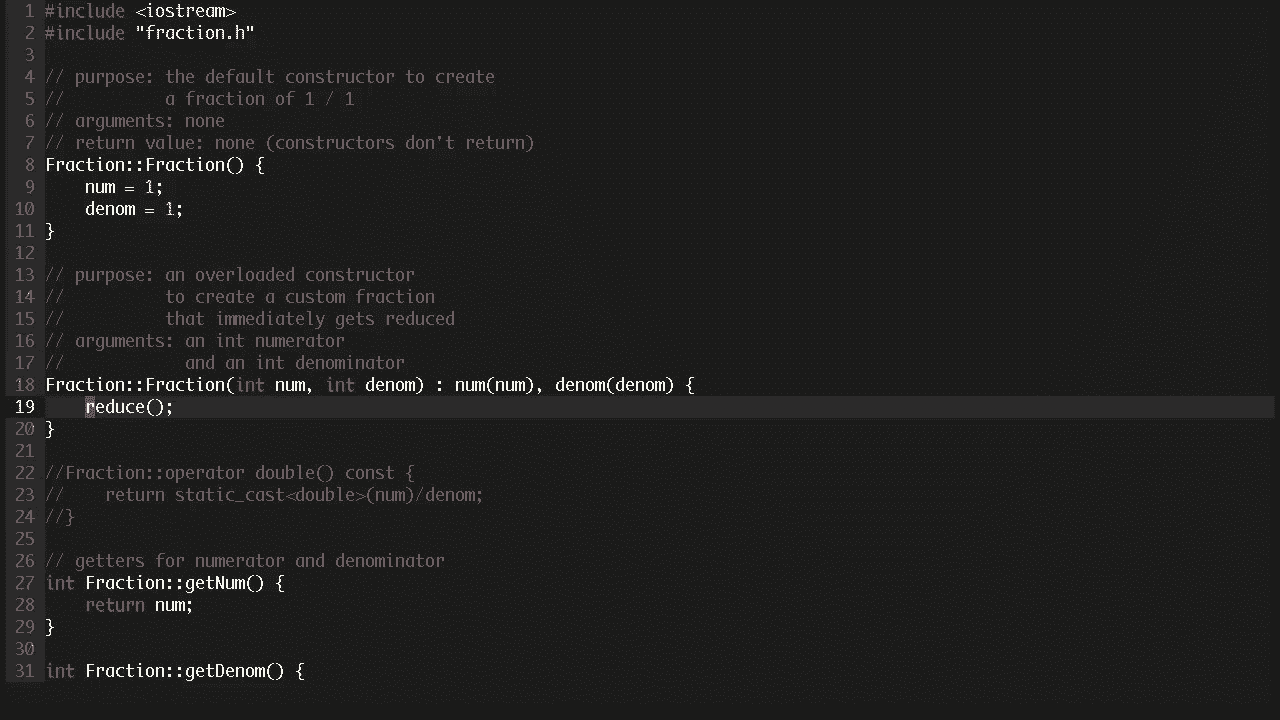 1 #include <iostream>
2 #include "fraction.h"
3
4 // purpose: the default constructor to create
5 //          a fraction of 1 / 1
6 // arguments: none
7 // return value: none (constructors don't return)
8 Fraction::Fraction() {
9     num = 1;
10     denom = 1;
11 }
12
13 // purpose: an overloaded constructor
14 //          to create a custom fraction
15 //          that immediately gets reduced
16 // arguments: an int numerator
17 //            and an int denominator
18 Fraction::Fraction(int num, int denom) : num(num), denom(denom) {
19     reduce();
20 }
21
22 //Fraction::operator double() const {
23 //    return static_cast<double>(num)/denom;
24 //}
25
26 // getters for numerator and denominator
27 int Fraction::getNum() {
28     return num;
29 }
30
31 int Fraction::getDenom() {